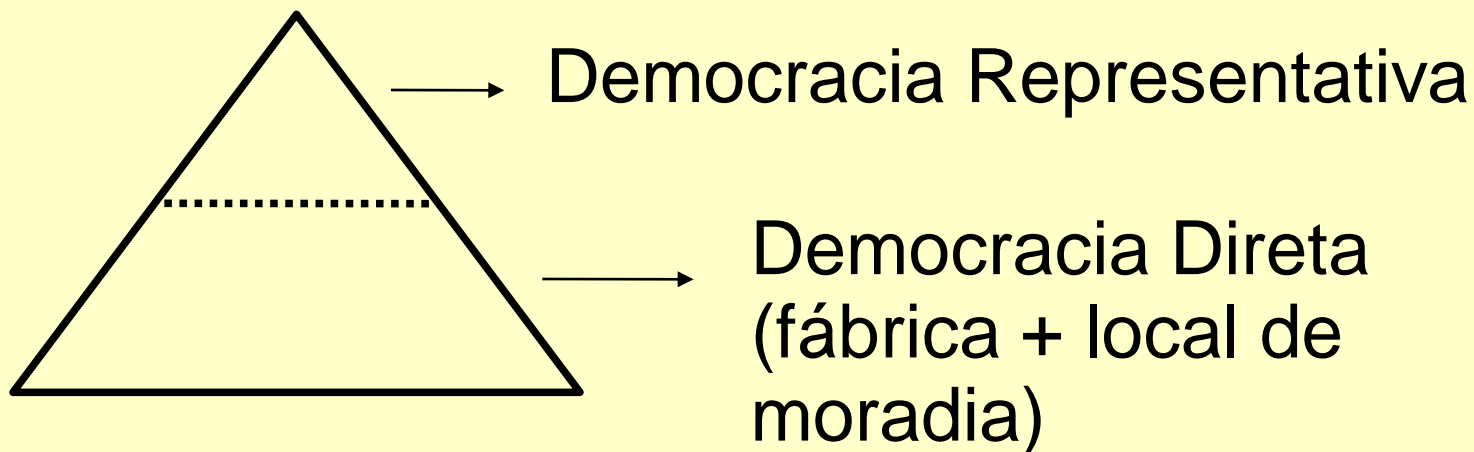 Democracia Representativa
Democracia Direta
(fábrica + local de
moradia)